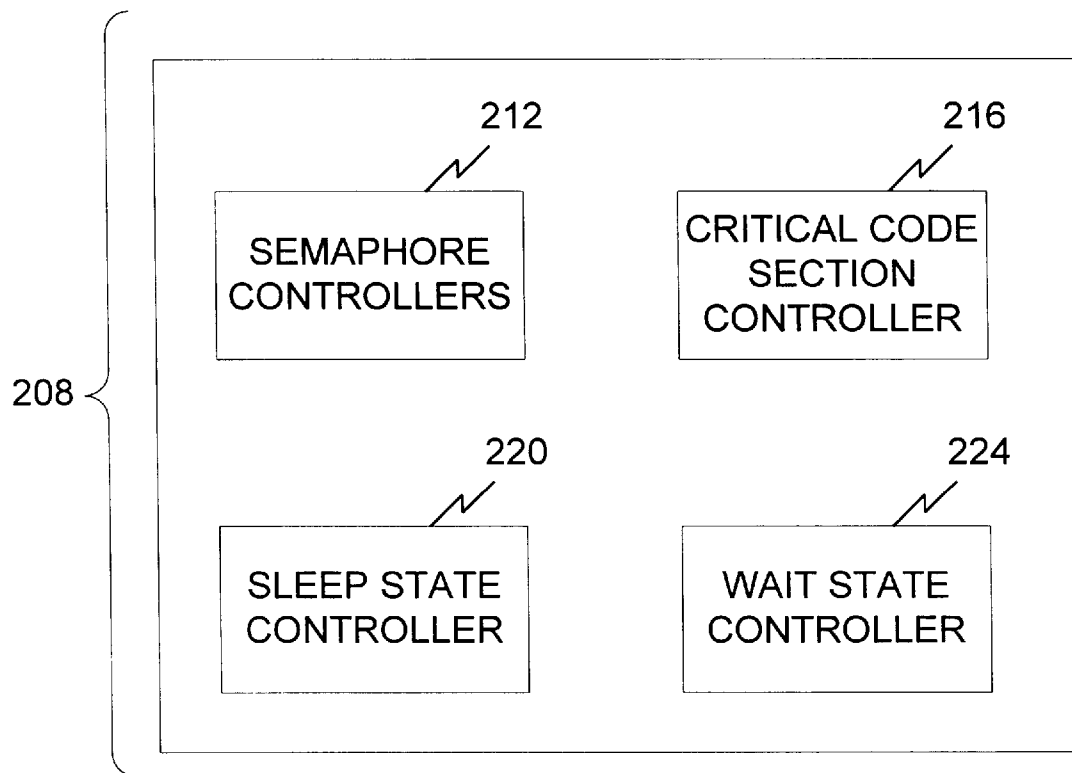 212
216
SEMAPHORE
CONTROLLERS
CRITICAL CODE
SECTION
CONTROLLER
208
220
224
SLEEP STATE
CONTROLLER
WAIT STATE
CONTROLLER